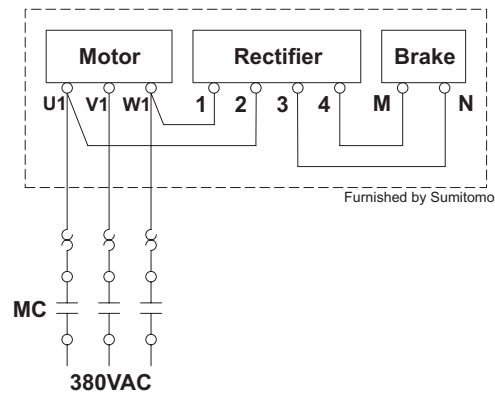 Motor Rectifier Brake
U1 V1 W1 1 2 3 4 M N
Furnished by Sumitomo
MC
380VAC